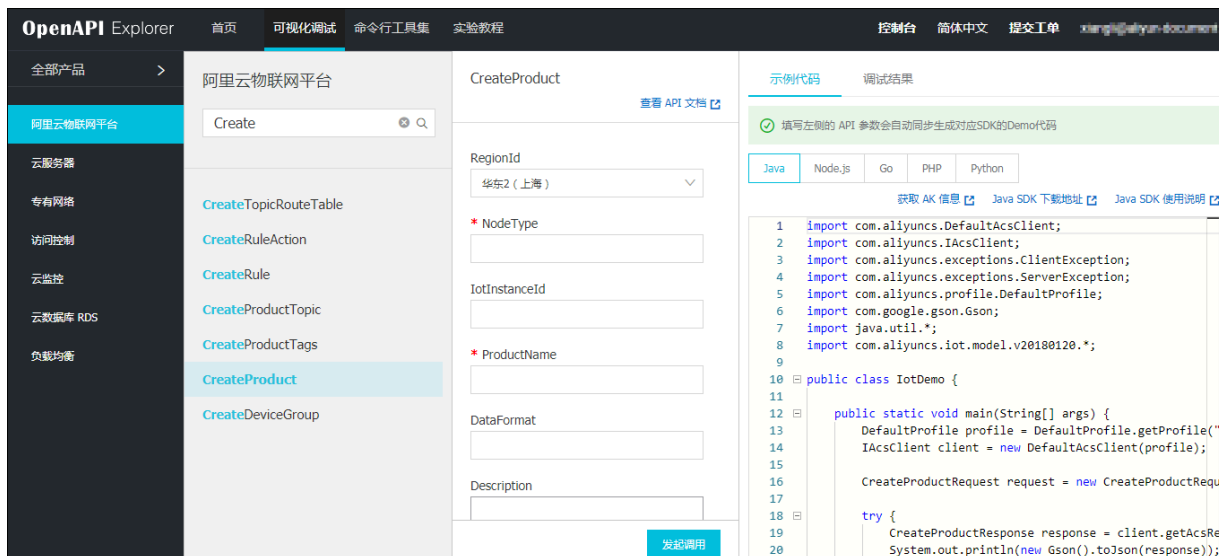 OpenAPI Explorer 首页 可视化调试 命令行工具集 实验教程 控制台 简体中文 提交工单
全部产品
阿里云物联网平台
云服务器
专有网络
访问控制
云监控
云数据库 RDS
负载均衡
阿里云物联网平台
Create
CreateTopicRouteTable
CreateRuleAction
CreateRule
CreateProductTopic
CreateProductTags
CreateProduct
CreateDeviceGroup
CreateProduct
查看 API 文档
RegionId
华东2（上海）
* NodeType
IotInstanceId
* ProductName
DataFormat
Description
发起调用
示例代码 调试结果
填写左侧的 API 参数会自动同步生成对应SDK的Demo代码
Java Node.js Go PHP Python
获取 AK 信息 Java SDK 下载地址 Java SDK 使用说明
1 import com.aliyuncs.DefaultAcsClient;
2 import com.aliyuncs.IAcsClient;
3 import com.aliyuncs.exceptions.ClientException;
4 import com.aliyuncs.exceptions.ServerException;
5 import com.aliyuncs.profile.DefaultProfile;
6 import com.google.gson.Gson;
7 import java.util.*;
8 import com.aliyuncs.iot.model.v20180120.*;
9
10 public class IotDemo {
11
12 public static void main(String[] args) {
13 DefaultProfile profile = DefaultProfile.getProfile("
14 IAcsClient client = new DefaultAcsClient(profile);
15
16 CreateProductRequest request = new CreateProductRequ
17
18 try {
19 CreateProductResponse response = client.getAcsRe
20 System.out.println(new Gson().toJson(response));